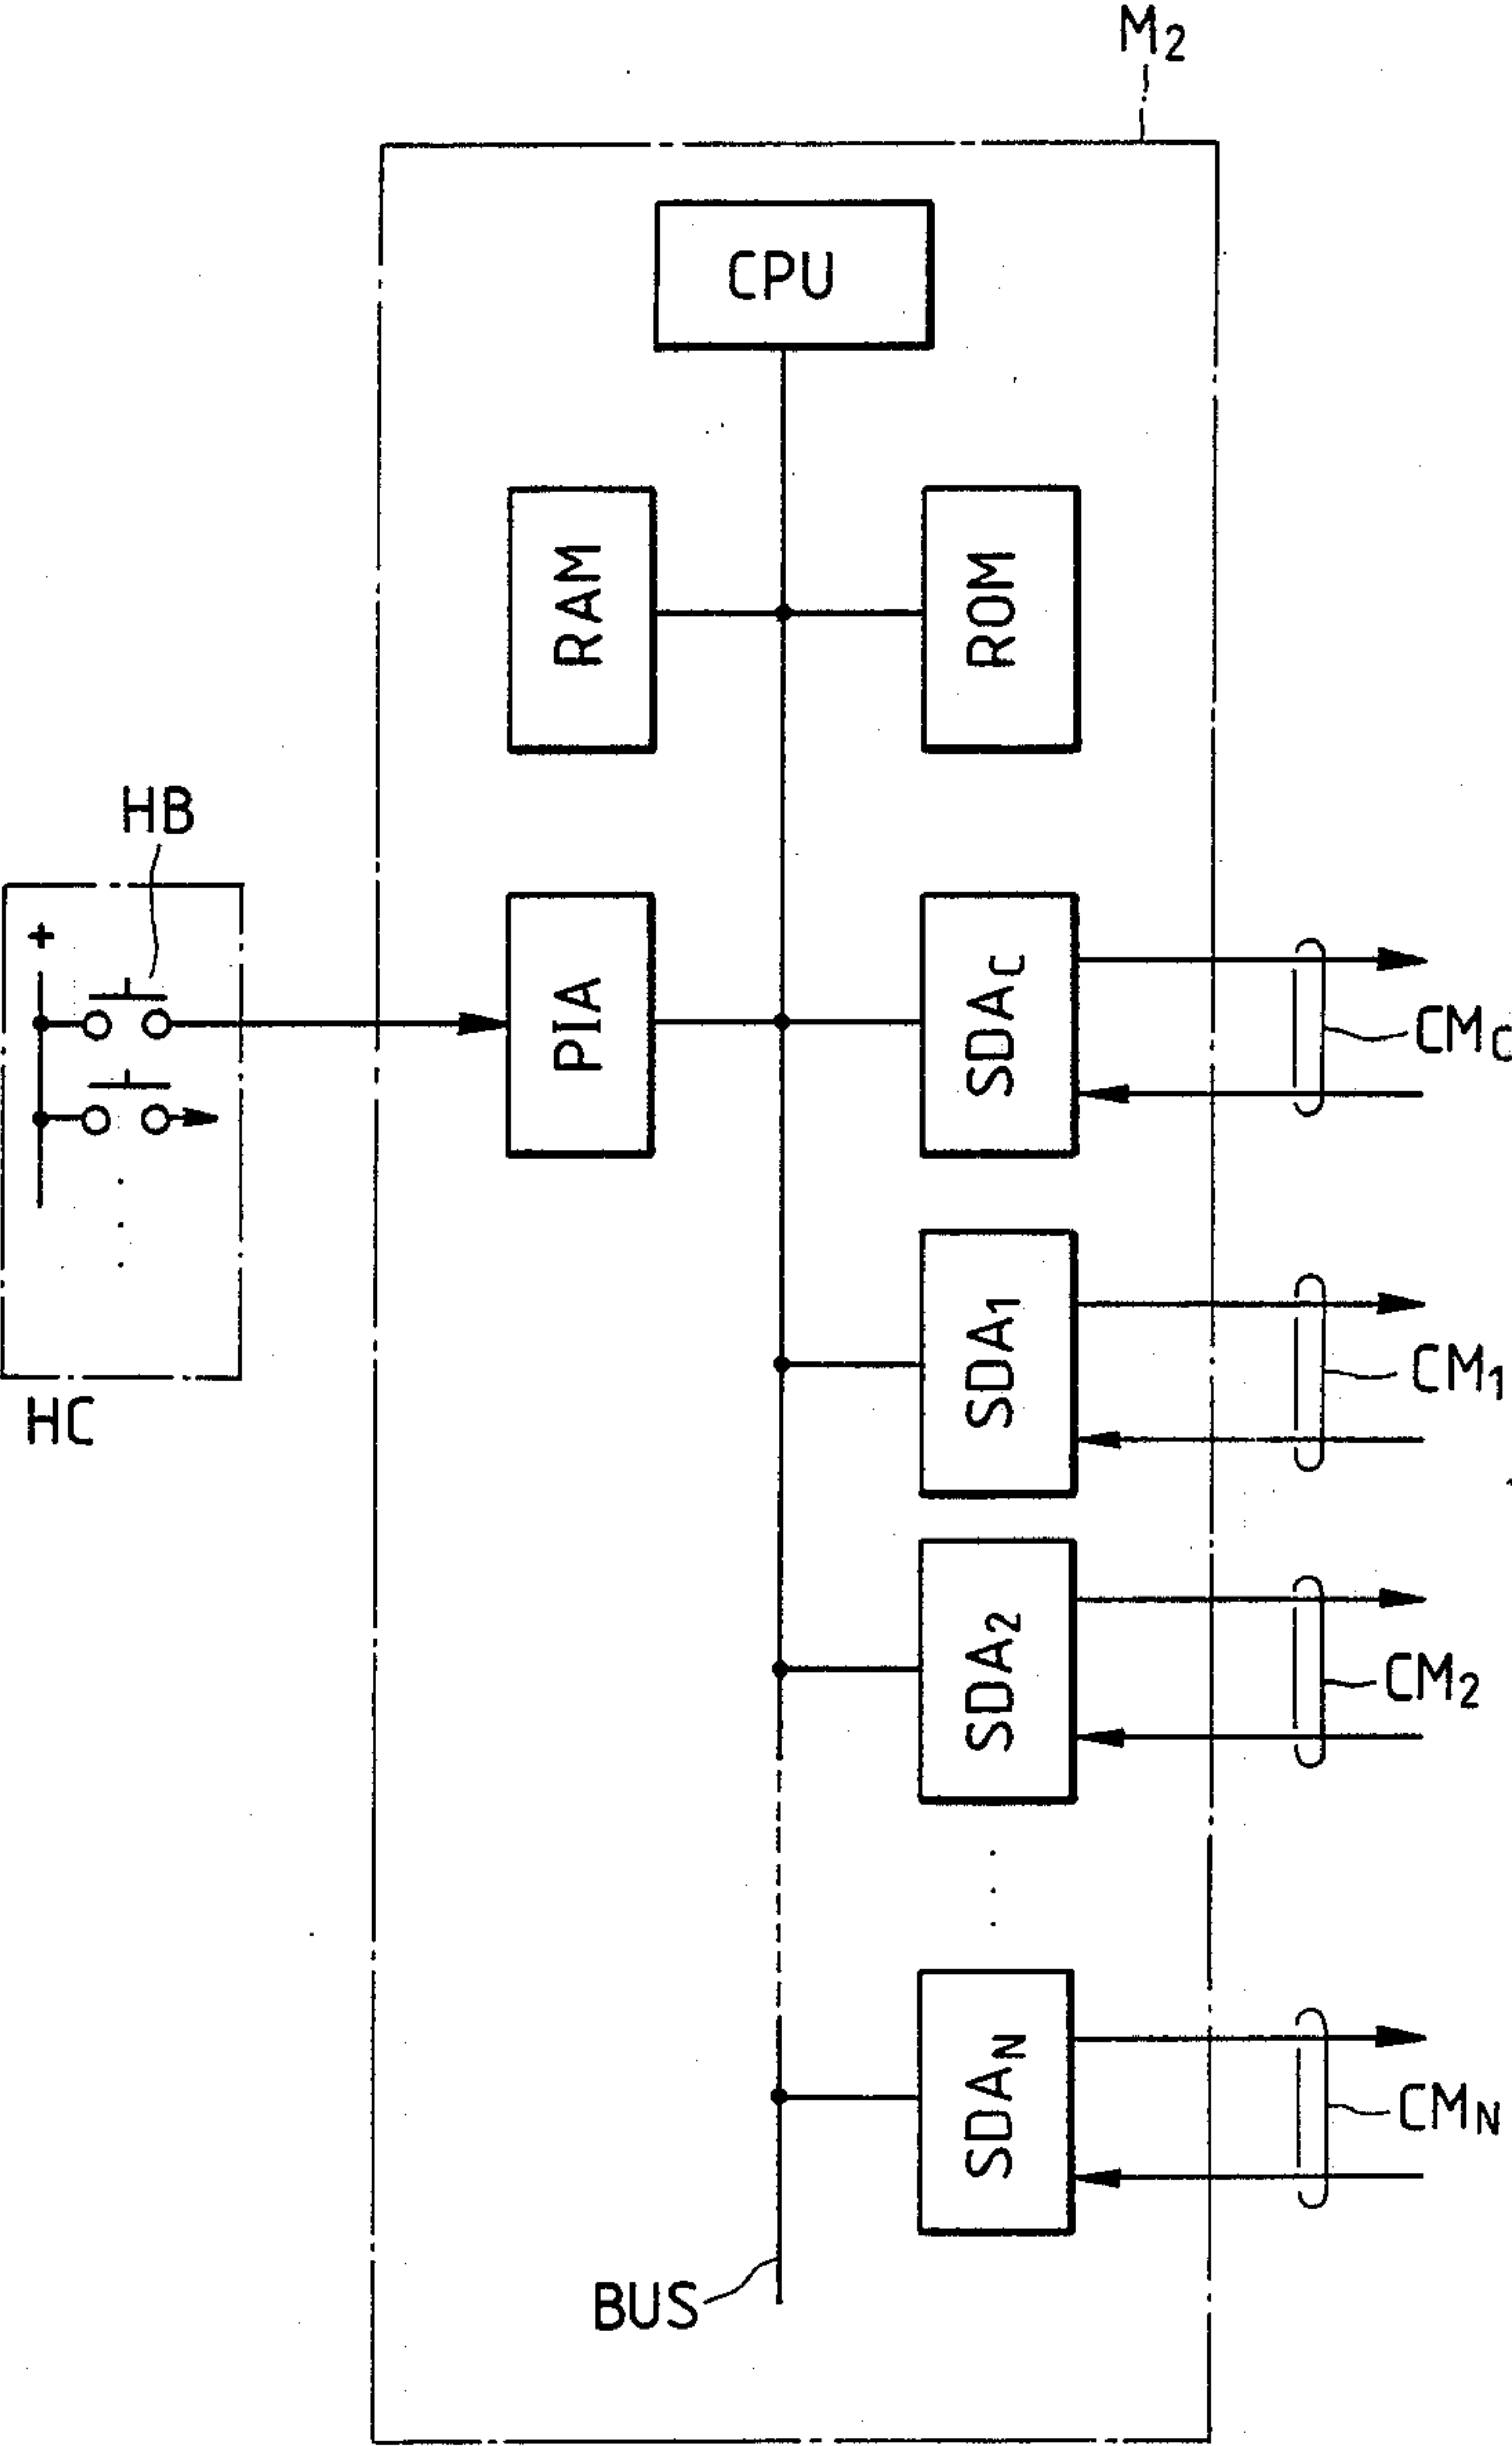 M2
CPU
RAM
ROM
HB
+
PIA
SDAC
CMC
SDA1
CM1
HC
SDA2
CM2
SDAN
CMN
BUS